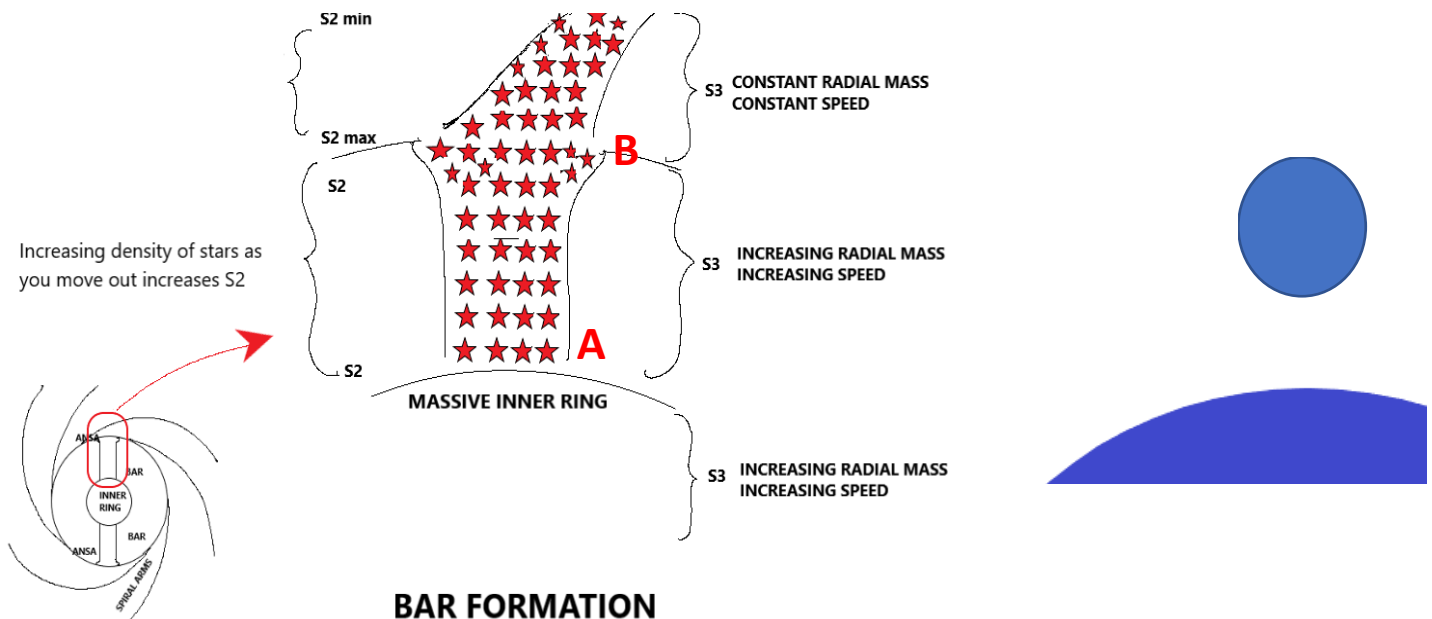 S2 min
S3 CONSTANT RADIAL MASS
CONSTANT SPEED
S2 max
B
S2
Increasing density of stars as
you move out increases S2
S3 INCREASING RADIAL MASS
INCREASING SPEED
A
S2
MASSIVE INNER RING
ANSA
BAR
INNER
RING
BAR
ANSA
SPIRAL ARMS
S3 INCREASING RADIAL MASS
INCREASING SPEED
BAR FORMATION